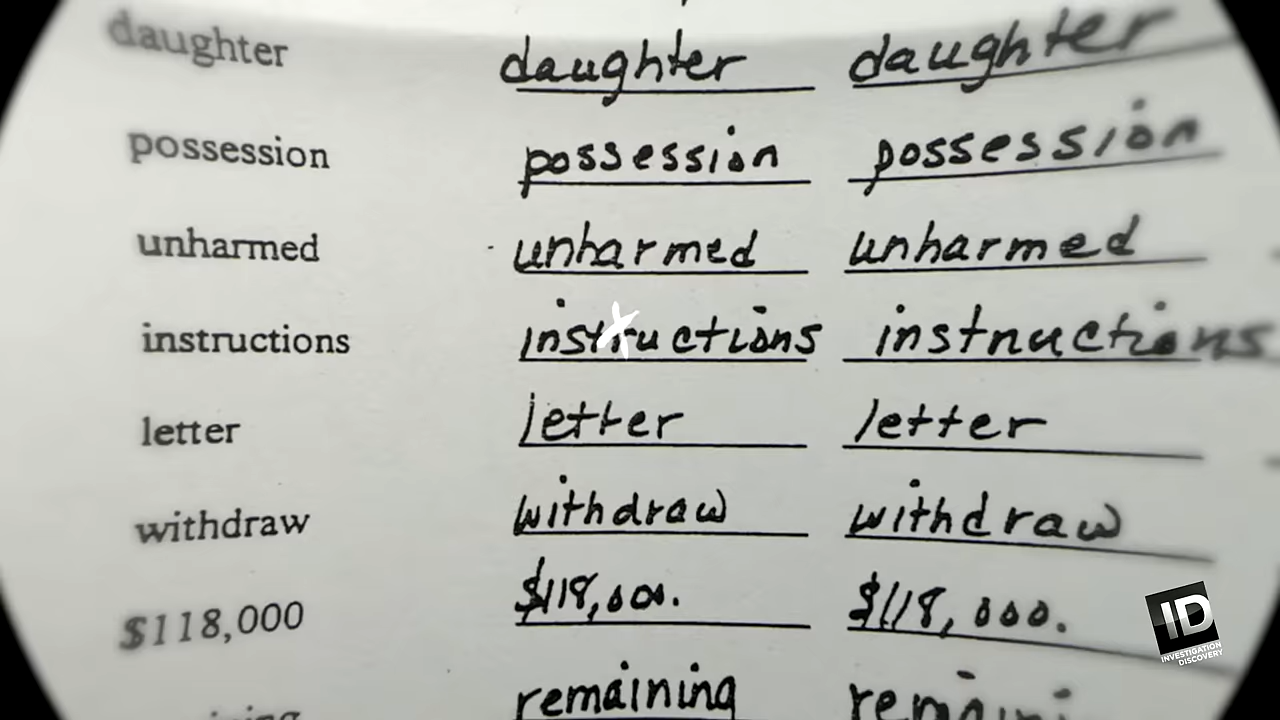 daughter daughter daughter
possession possession possession
unharmed unharmed unharmed
instructions instructions instructions
letter letter letter
withdraw withdraw withdraw
$118,000 $118,000. $118,000.
remaining
ID
INVESTIGATION
DISCOVERY